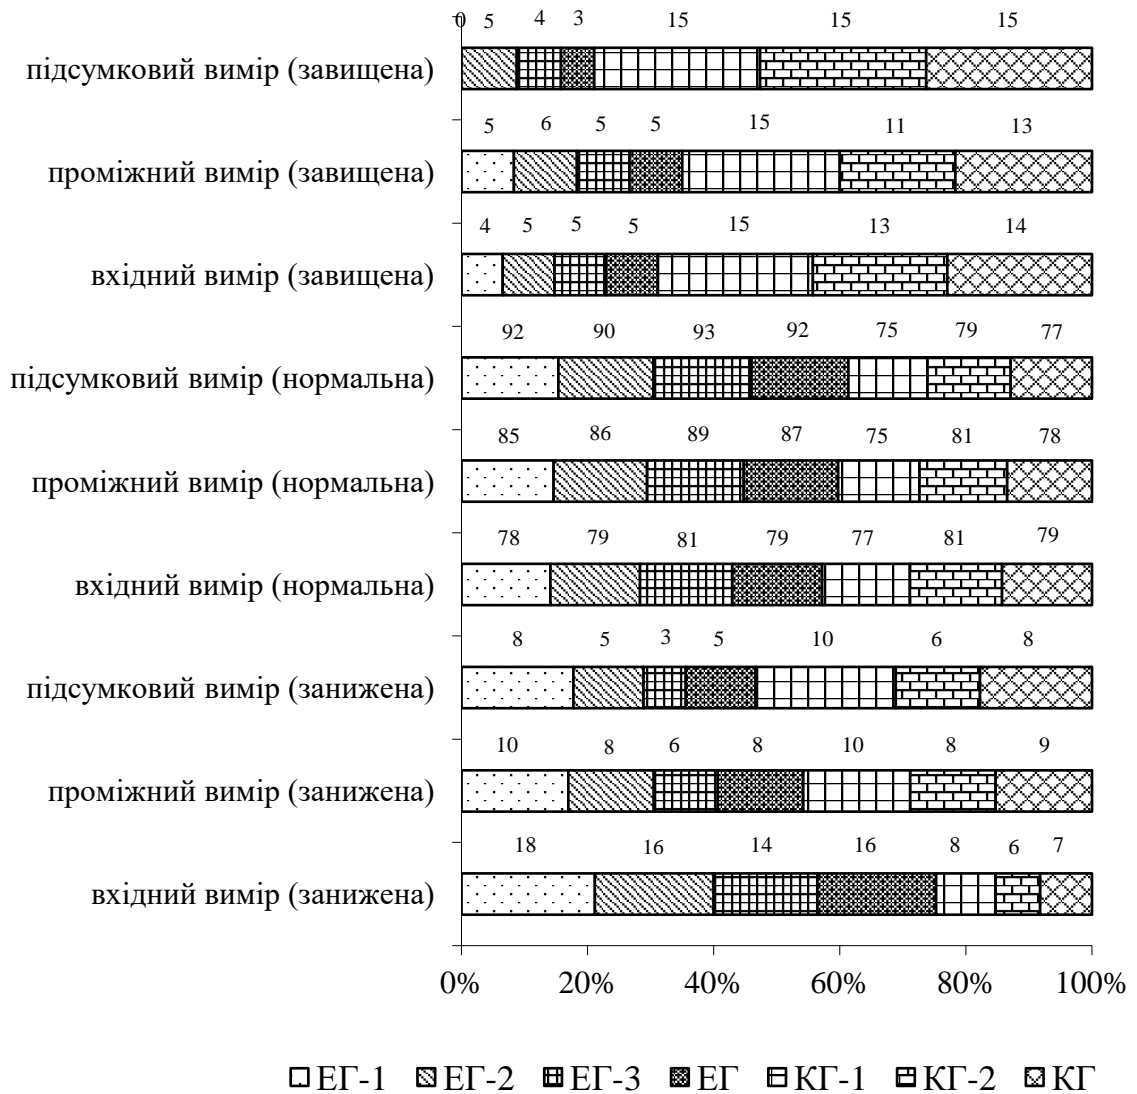 0 5 4 3 15 15 15
підсумковий вимір (завищена)
5 6 5 5 15 11 13
проміжний вимір (завищена)
4 5 5 5 15 13 14
вхідний вимір (завищена)
92 90 93 92 75 79 77
підсумковий вимір (нормальна)
85 86 89 87 75 81 78
проміжний вимір (нормальна)
78 79 81 79 77 81 79
вхідний вимір (нормальна)
8 5 3 5 10 6 8
підсумковий вимір (занижена)
10 8 6 8 10 8 9
проміжний вимір (занижена)
18 16 14 16 8 6 7
вхідний вимір (занижена)
0% 20% 40% 60% 80% 100%
ЕГ-1 ЕГ-2 ЕГ-3 ЕГ КГ-1 КГ-2 КГ